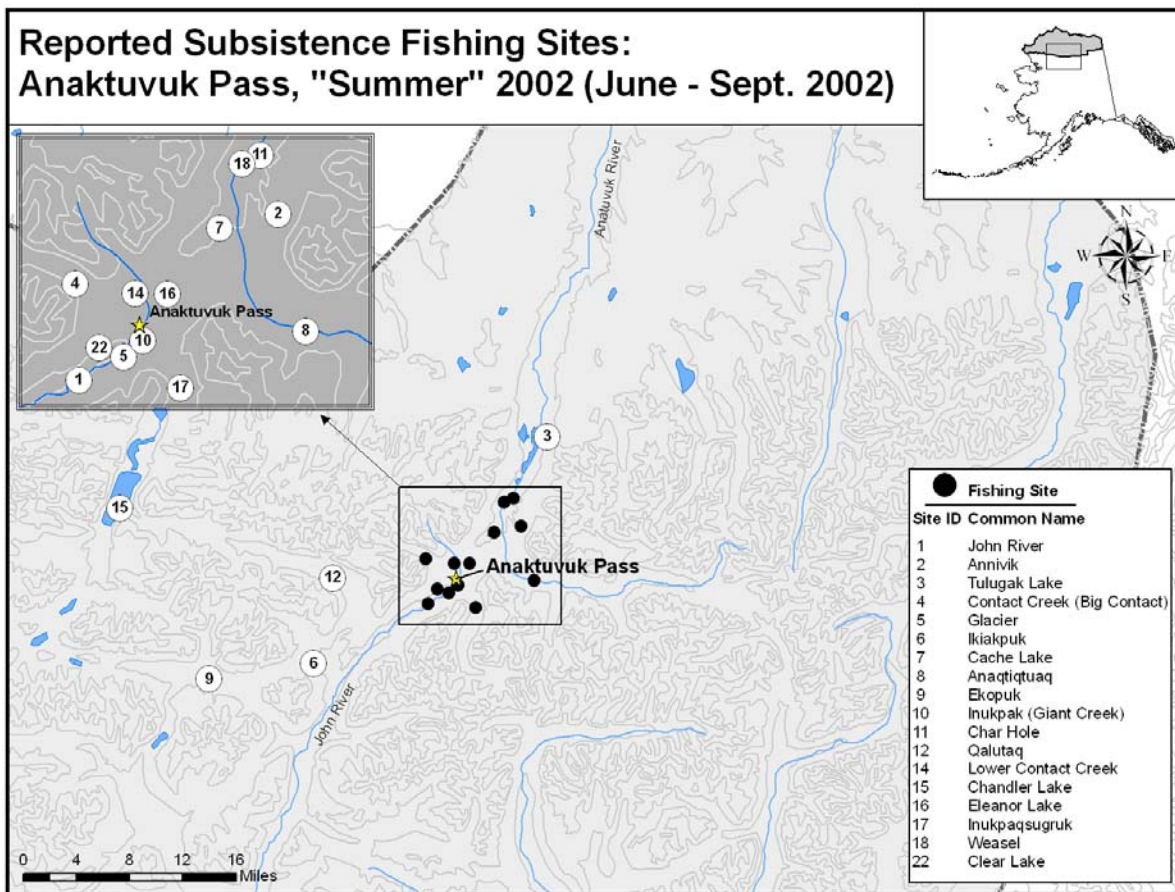 Reported Subsistence Fishing Sites:
Anaktuvuk Pass, "Summer" 2002 (June - Sept. 2002)
11
18
2
7
4
14
16
Anaktuvuk Pass
8
10
22
5
1
17
Anatuvuk River
N
W
E
S
3
15
Anaktuvuk Pass
12
6
9
John River
Fishing Site
Site ID Common Name
1 John River
2 Annivik
3 Tulugak Lake
4 Contact Creek (Big Contact)
5 Glacier
6 Ikiakpuk
7 Cache Lake
8 Anaqtiqtuaq
9 Ekopuk
10 Inukpak (Giant Creek)
11 Char Hole
12 Qalutaq
14 Lower Contact Creek
15 Chandler Lake
16 Eleanor Lake
17 Inukpaqsugruk
18 Weasel
22 Clear Lake
0 4 8 12 16
Miles